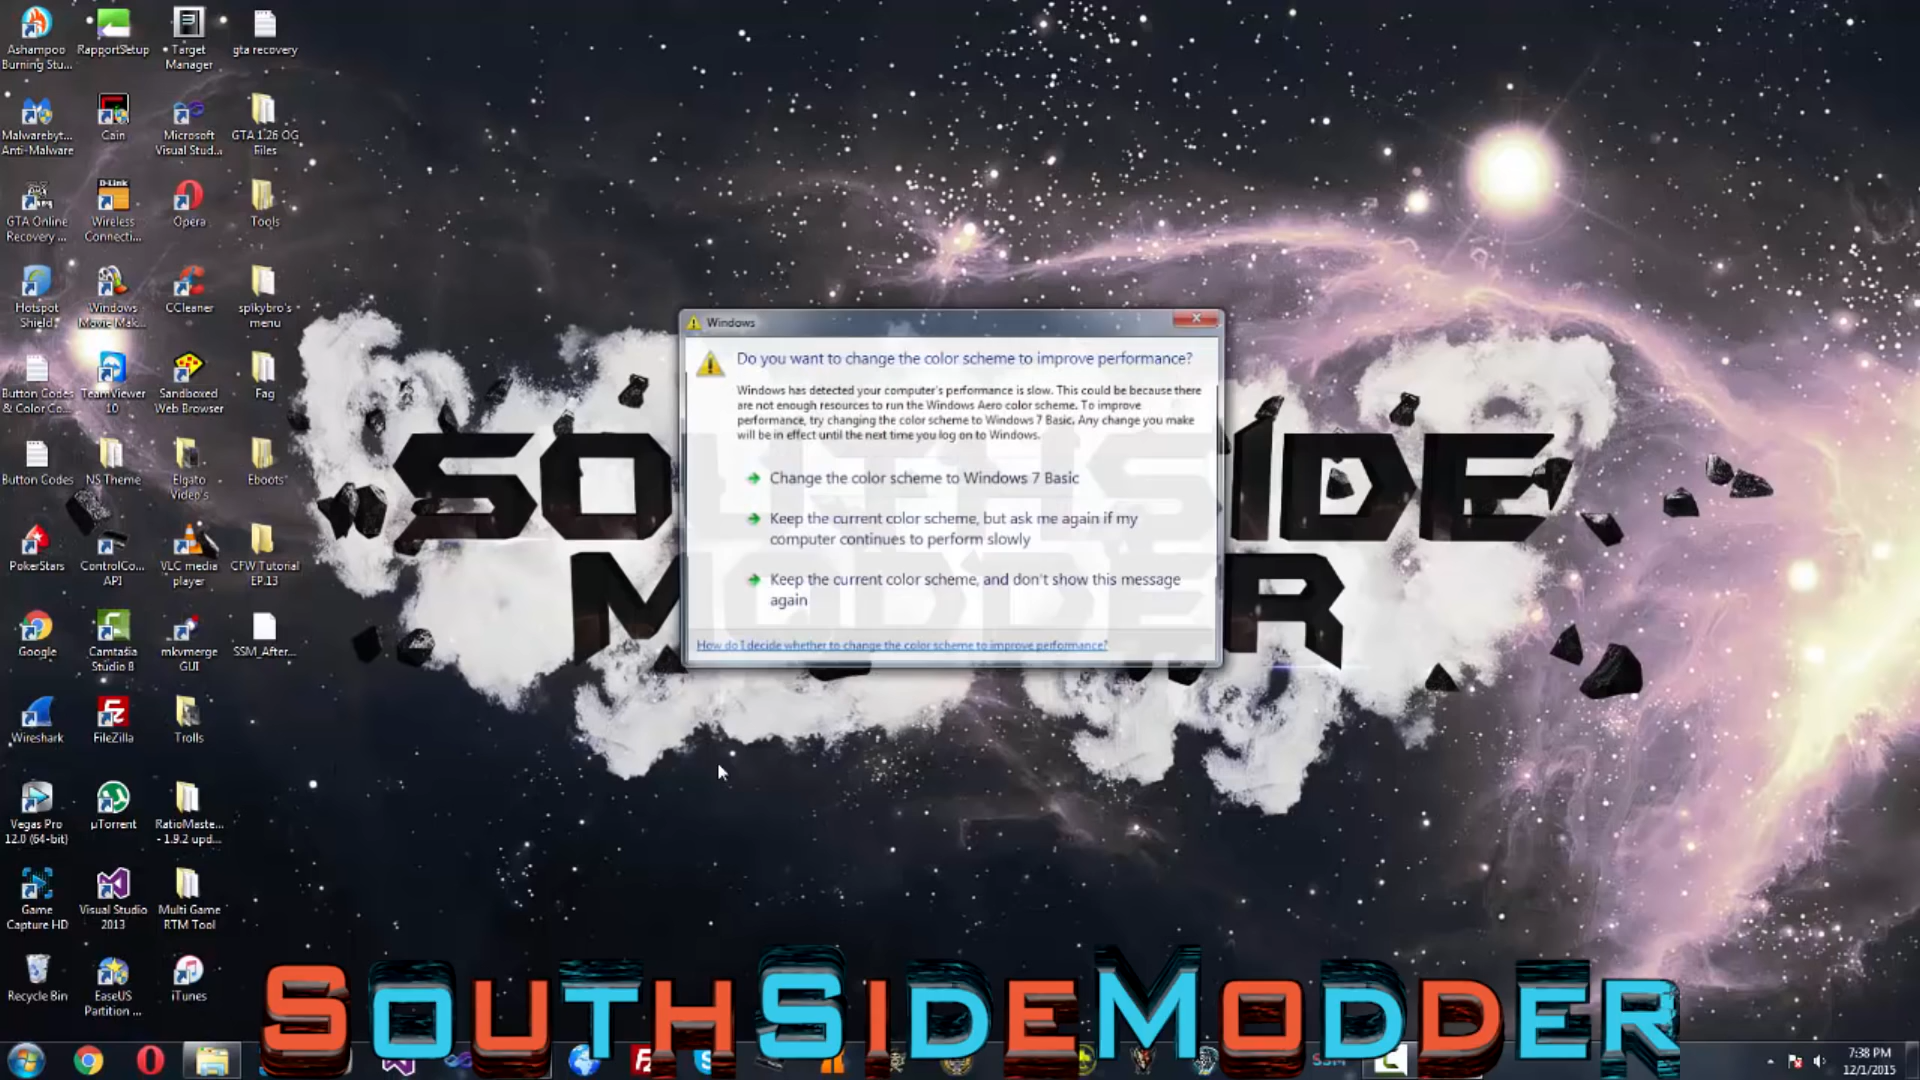 Ashampoo
Burning Stu...
RapportSetup
Target
Manager
gta recovery
Malwarebyt...
Anti-Malware
Cain
Microsoft
Visual Stud...
GTA 1.26 OG
Files
GTA Online
Recovery ...
D-Link
Wireless
Connecti...
Opera
Tools
Hotspot
Shield
Windows
Movie Mak...
CCleaner
spikybro's
menu
Button Codes
& Color Co...
TeamViewer
10
Sandboxed
Web Browser
Fag
Button Codes
NS Theme
Elgato
Video's
Eboots
PokerStars
ControlCo...
API
VLC media
player
CFW Tutorial
EP.13
Google
Camtasia
Studio 8
mkvmerge
GUI
SSM_After...
Wireshark
FileZilla
Trolls
Vegas Pro
12.0 (64-bit)
µTorrent
RatioMaste...
- 1.9.2 upd...
Game
Capture HD
Visual Studio
2013
Multi Game
RTM Tool
Recycle Bin
EaseUS
Partition ...
iTunes
Windows
Do you want to change the color scheme to improve performance?
Windows has detected your computer's performance is slow. This could be because there
are not enough resources to run the Windows Aero color scheme. To improve
performance, try changing the color scheme to Windows 7 Basic. Any change you make
will be in effect until the next time you log on to Windows.
Change the color scheme to Windows 7 Basic
Keep the current color scheme, but ask me again if my
computer continues to perform slowly
Keep the current color scheme, and don't show this message
again
How do I decide whether to change the color scheme to improve performance?
SOUTHSIDE
MODDER
SouthSideModder
SSM
7:38 PM
12/1/2015